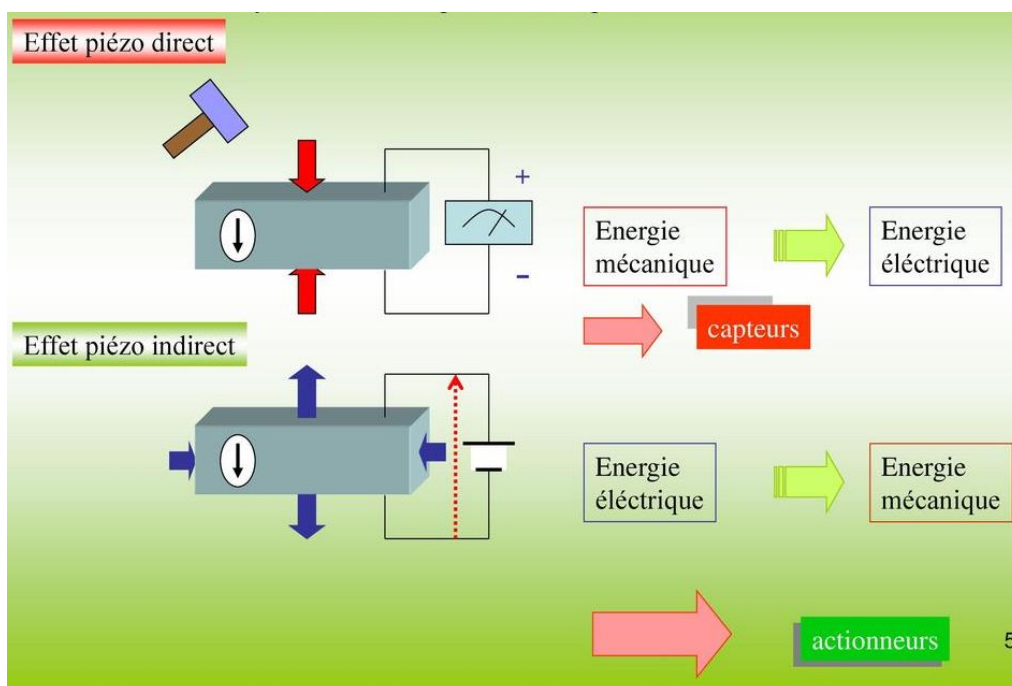 Effet piézo direct
+
-
Energie
mécanique
Energie
éléctrique
capteurs
Effet piézo indirect
Energie
éléctrique
Energie
mécanique
actionneurs
5